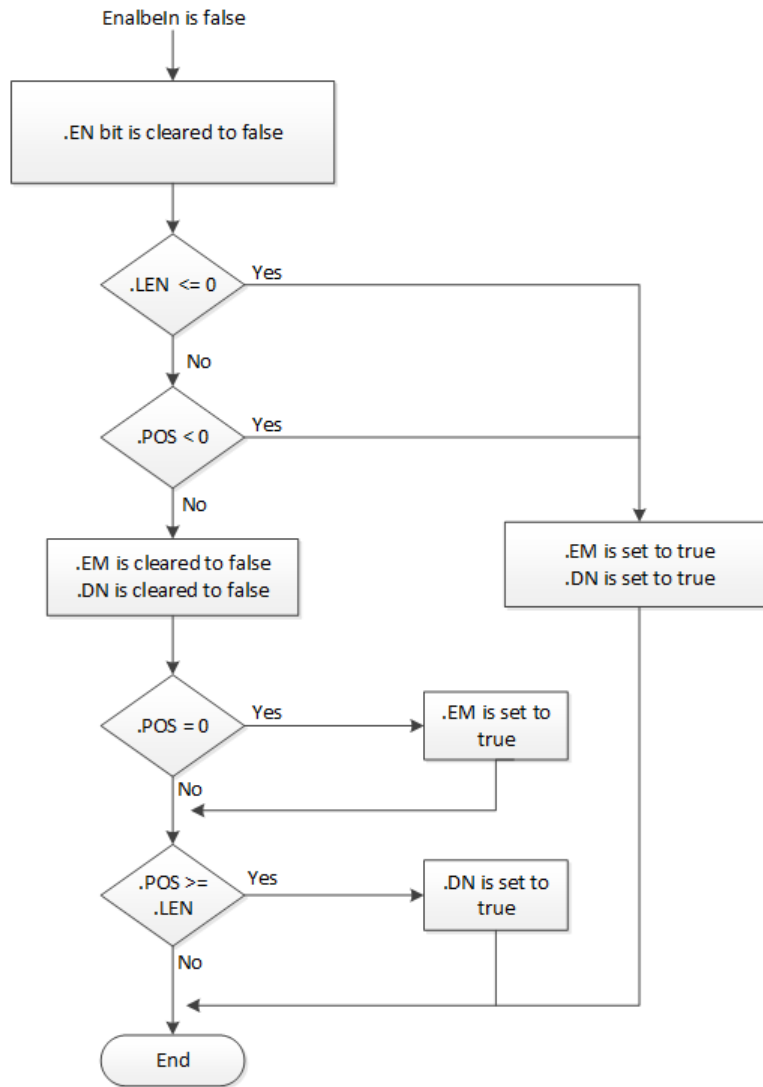 EnalbeIn is false
.EN bit is cleared to false
.LEN <= 0
Yes
No
.POS < 0
Yes
No
.EM is cleared to false
.DN is cleared to false
.EM is set to true
.DN is set to true
.POS = 0
Yes
.EM is set to
true
No
.POS >=
.LEN
Yes
.DN is set to
true
No
End